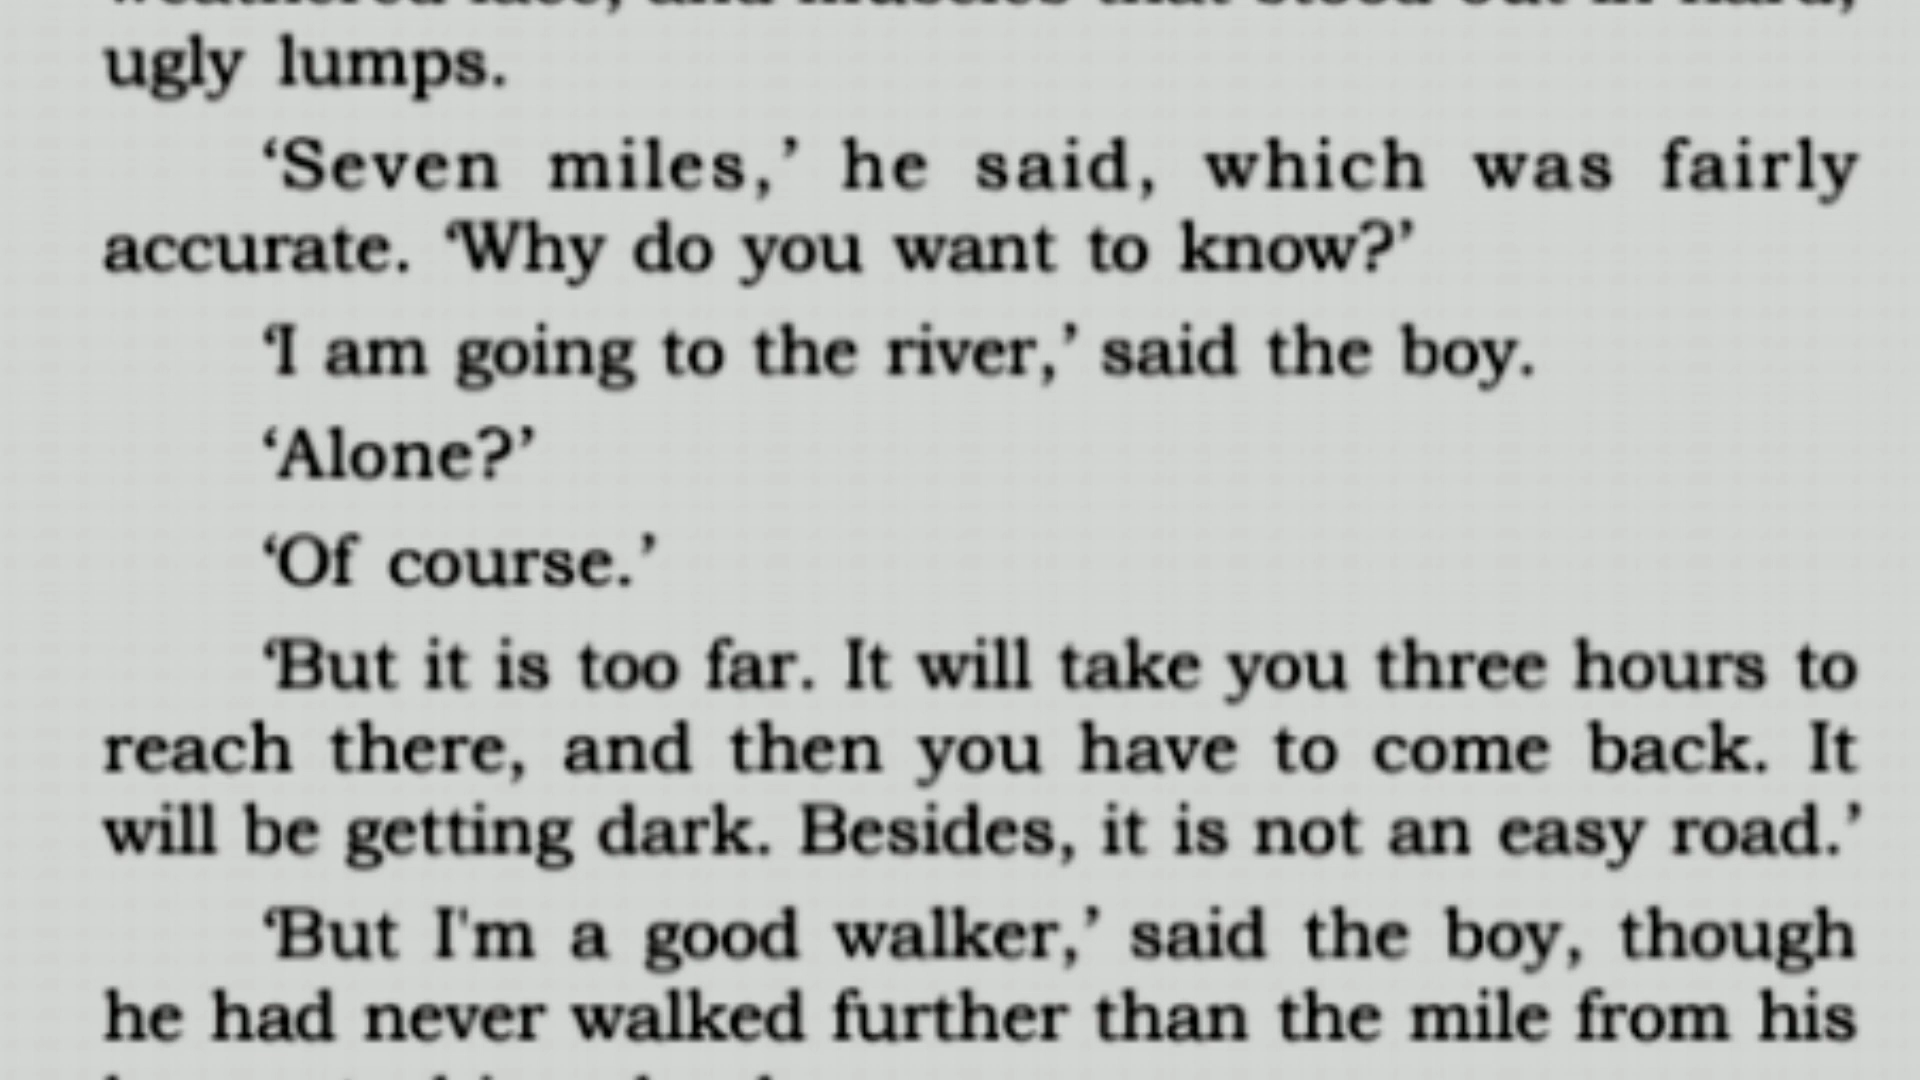 ugly lumps.
‘Seven miles,’ he said, which was fairly
accurate. ‘Why do you want to know?’
‘I am going to the river,’ said the boy.
‘Alone?’
‘Of course.’
‘But it is too far. It will take you three hours to
reach there, and then you have to come back. It
will be getting dark. Besides, it is not an easy road.’
‘But I'm a good walker,’ said the boy, though
he had never walked further than the mile from his